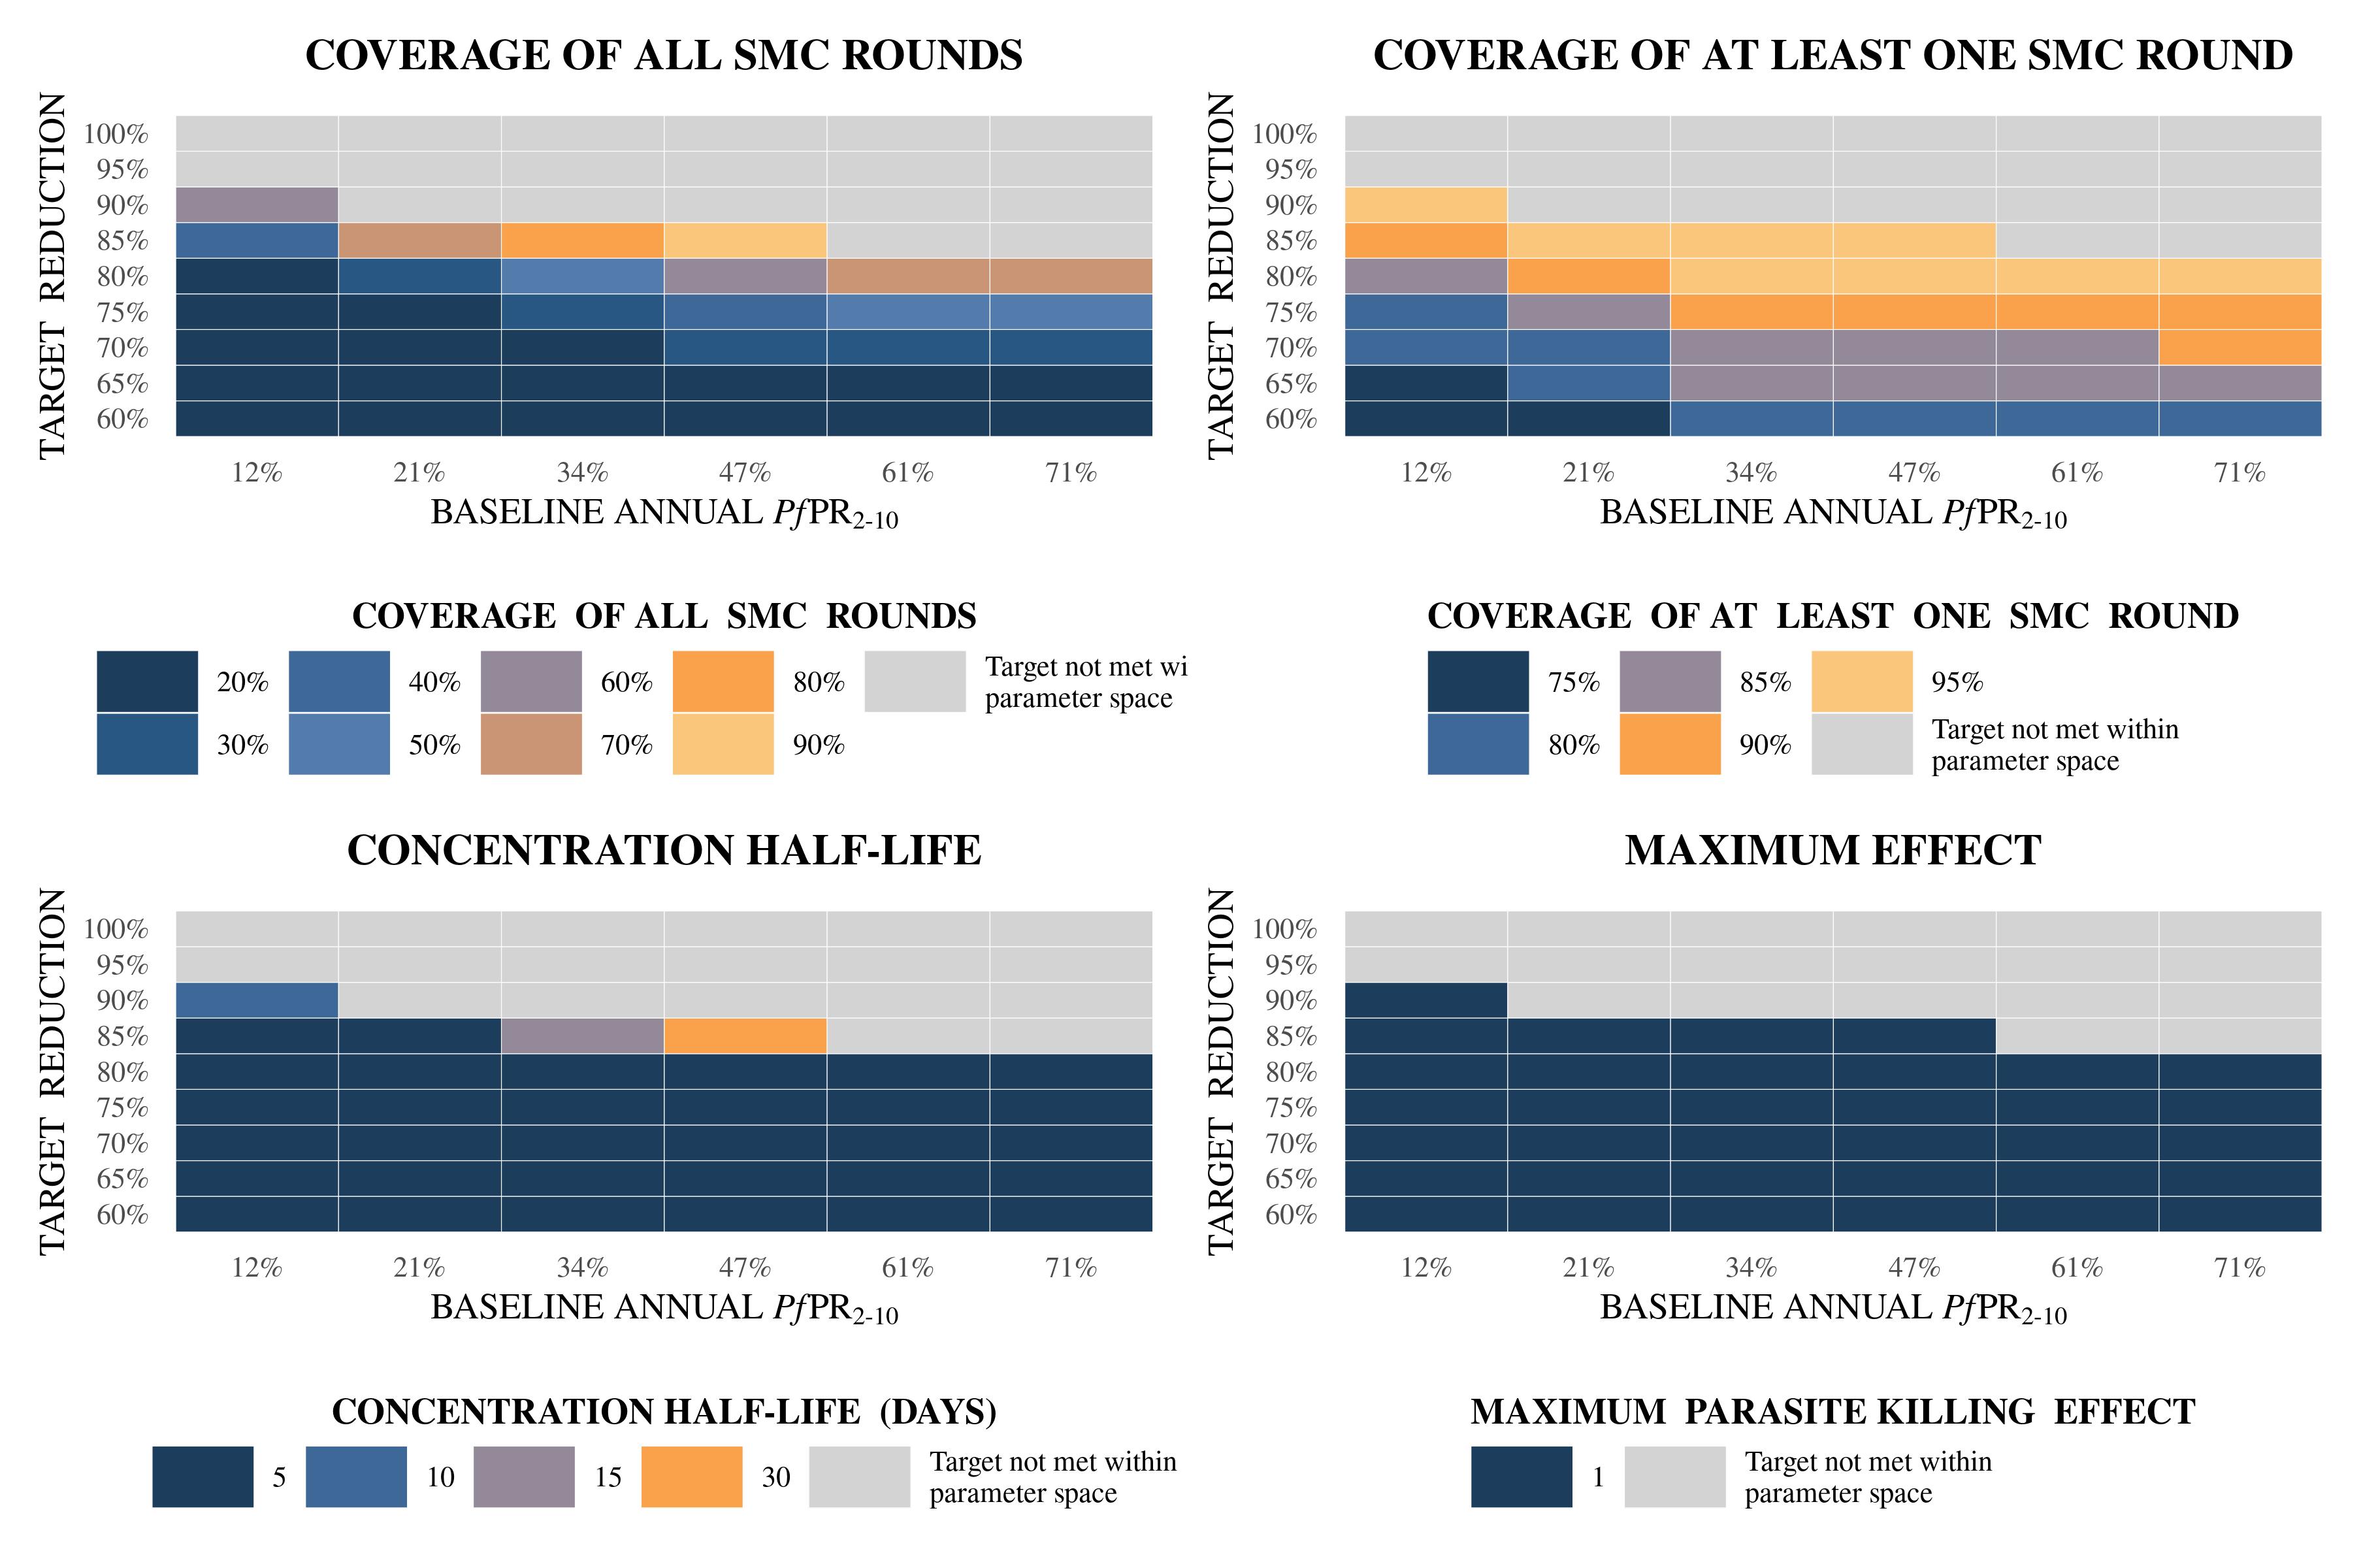 COVERAGE OF ALL SMC ROUNDS
TARGET REDUCTION
100%
95%
90%
85%
80%
75%
70%
65%
60%
12% 21% 34% 47% 61% 71%
BASELINE ANNUAL PfPR2-10
COVERAGE OF ALL SMC ROUNDS
20% 40% 60% 80% Target not met wi
parameter space
30% 50% 70% 90%
COVERAGE OF AT LEAST ONE SMC ROUND
TARGET REDUCTION
100%
95%
90%
85%
80%
75%
70%
65%
60%
12% 21% 34% 47% 61% 71%
BASELINE ANNUAL PfPR2-10
COVERAGE OF AT LEAST ONE SMC ROUND
75% 85% 95%
80% 90% Target not met within
parameter space
CONCENTRATION HALF-LIFE
TARGET REDUCTION
100%
95%
90%
85%
80%
75%
70%
65%
60%
12% 21% 34% 47% 61% 71%
BASELINE ANNUAL PfPR2-10
CONCENTRATION HALF-LIFE (DAYS)
5 10 15 30 Target not met within
parameter space
MAXIMUM EFFECT
TARGET REDUCTION
100%
95%
90%
85%
80%
75%
70%
65%
60%
12% 21% 34% 47% 61% 71%
BASELINE ANNUAL PfPR2-10
MAXIMUM PARASITE KILLING EFFECT
1 Target not met within
parameter space